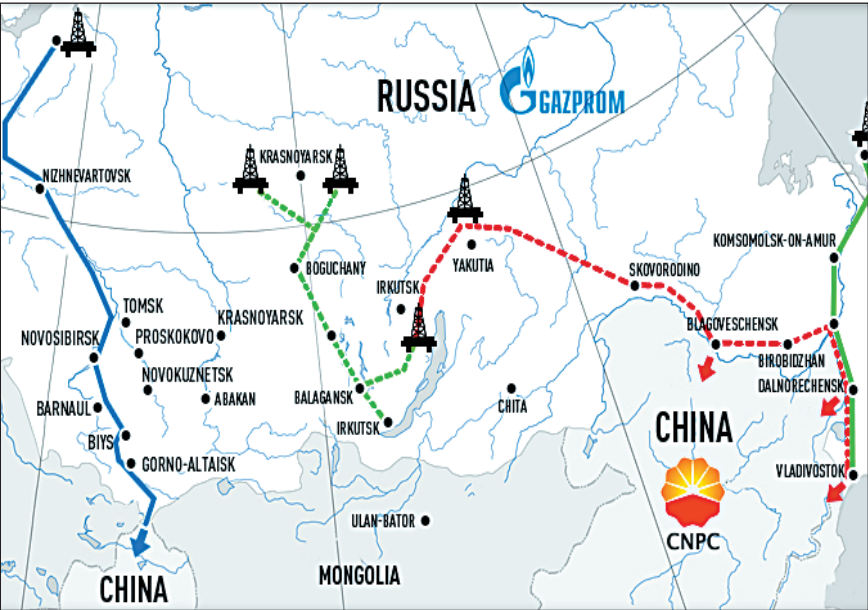 RUSSIA
GAZPROM
KRASNOYARSK
NIZHNEVARTOVSK
KOMSOMOLSK-ON-AMUR
BOGUCHANY
YAKUTIA
SKOVORODINO
IRKUTSK
TOMSK
KRASNOYARSK
BLAGOVESCHENSK
NOVOSIBIRSK
PROSKOKOVO
BIROBIDZHAN
NOVOKUZNETSK
DALNORECHENSK
BALAGANSK
ABAKAN
BARNAUL
CHITA
IRKUTSK
CHINA
BIYS
GORNO-ALTAISK
VLADIVOSTOK
ULAN-BATOR
CNPC
MONGOLIA
CHINA